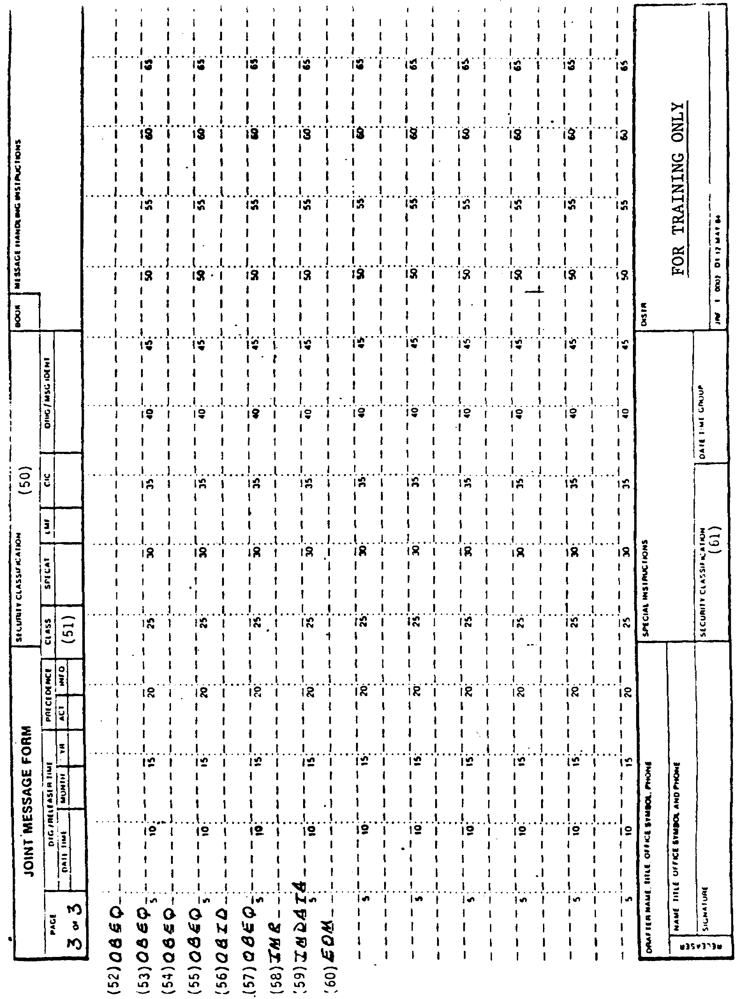 JOINT MESSAGE FORM
SECURITY CLASSIFICATION
(50)
BOOK
MESSAGE HANDLING INSTRUCTIONS
PAGE
DTG/RELEASER TIME
PRECEDENCE
CLASS
SPECAT
LMF
CIC
ORIG/MSG IDENT
DATE TIME
MONTH
YR
ACT
INFO
3 OF 3
(51)
(52) OBEO
(53) OBEO
5 10 15 20 25 30 35 40 45 50 55 60 65
(54) OBEO
(55) OBEO
5 10 15 20 25 30 35 40 45 50 55 60 65
(56) OBID
(57) OBEO
5 10 15 20 25 30 35 40 45 50 55 60 65
(58) IMR
(59) IMDATA
5 10 15 20 25 30 35 40 45 50 55 60 65
(60) EOM
5 10 15 20 25 30 35 40 45 50 55 60 65
5 10 15 20 25 30 35 40 45 50 55 60 65
5 10 15 20 25 30 35 40 45 50 55 60 65
5 10 15 20 25 30 35 40 45 50 55 60 65
5 10 15 20 25 30 35 40 45 50 55 60 65
5 10 15 20 25 30 35 40 45 50 55 60 65
DRAFTER NAME, TITLE, OFFICE SYMBOL, PHONE
SPECIAL INSTRUCTIONS
DISTR
FOR TRAINING ONLY
RELEASER
NAME TITLE OFFICE SYMBOL AND PHONE
SIGNATURE
SECURITY CLASSIFICATION
(61)
DATE TIME GROUP
12 MAY 84